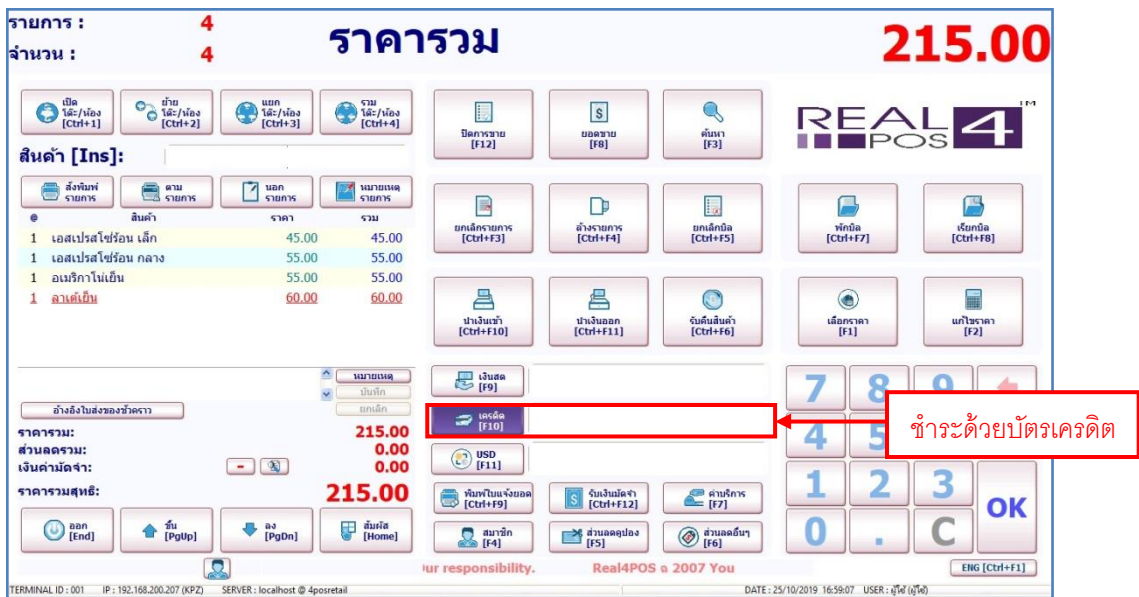 รายการ : 4
จำนวน : 4
ราคารวม
215.00
เปิด
โต๊ะ/ห้อง
[Ctrl+1]
ย้าย
โต๊ะ/ห้อง
[Ctrl+2]
แยก
โต๊ะ/ห้อง
[Ctrl+3]
รวม
โต๊ะ/ห้อง
[Ctrl+4]
ปิดการขาย
[F12]
ยอดขาย
[F8]
ค้นหา
[F3]
REAL 4 TM
POS
สินค้า [Ins]:
สั่งพิมพ์
รายการ
ตาม
รายการ
นอก
รายการ
หมายเหตุ
รายการ
@ สินค้า ราคา รวม
1 เอสเปรสโซ่ร้อน เล็ก 45.00 45.00
1 เอสเปรสโซ่ร้อน กลาง 55.00 55.00
1 อเมริกาโน่เย็น 55.00 55.00
1 ลาเต้เย็น 60.00 60.00
ยกเลิกรายการ
[Ctrl+F3]
ล้างรายการ
[Ctrl+F4]
ยกเลิกบิล
[Ctrl+F5]
พักบิล
[Ctrl+F7]
เรียกบิล
[Ctrl+F8]
นำเงินเข้า
[Ctrl+F10]
นำเงินออก
[Ctrl+F11]
รับคืนสินค้า
[Ctrl+F6]
เลือกราคา
[F1]
แก้ไขราคา
[F2]
หมายเหตุ
บันทึก
ยกเลิก
อ้างอิงใบส่งของชั่วคราว
ราคารวม: 215.00
ส่วนลดรวม: 0.00
เงินค่ามัดจำ: - 0.00
ราคารวมสุทธิ: 215.00
เงินสด
[F9]
เครดิต
[F10]
USD
[F11]
ชำระด้วยบัตรเครดิต
7 8 9
4 5
1 2 3
0 . C
OK
พิมพ์ใบแจ้งยอด
[Ctrl+F9]
รับเงินมัดจำ
[Ctrl+F12]
ค่าบริการ
[F7]
สมาชิก
[F4]
ส่วนลดคูปอง
[F5]
ส่วนลดอื่นๆ
[F6]
ออก
[End]
ขึ้น
[PgUp]
ลง
[PgDn]
สัมผัส
[Home]
ur responsibility. Real4POS ฉ 2007 You
ENG [Ctrl+F1]
TERMINAL ID : 001 IP : 192.168.200.207 (KPZ) SERVER : localhost @ 4posretail DATE : 25/10/2019 16:59:07 USER : ผู้ใช้ (ผู้ใช้)